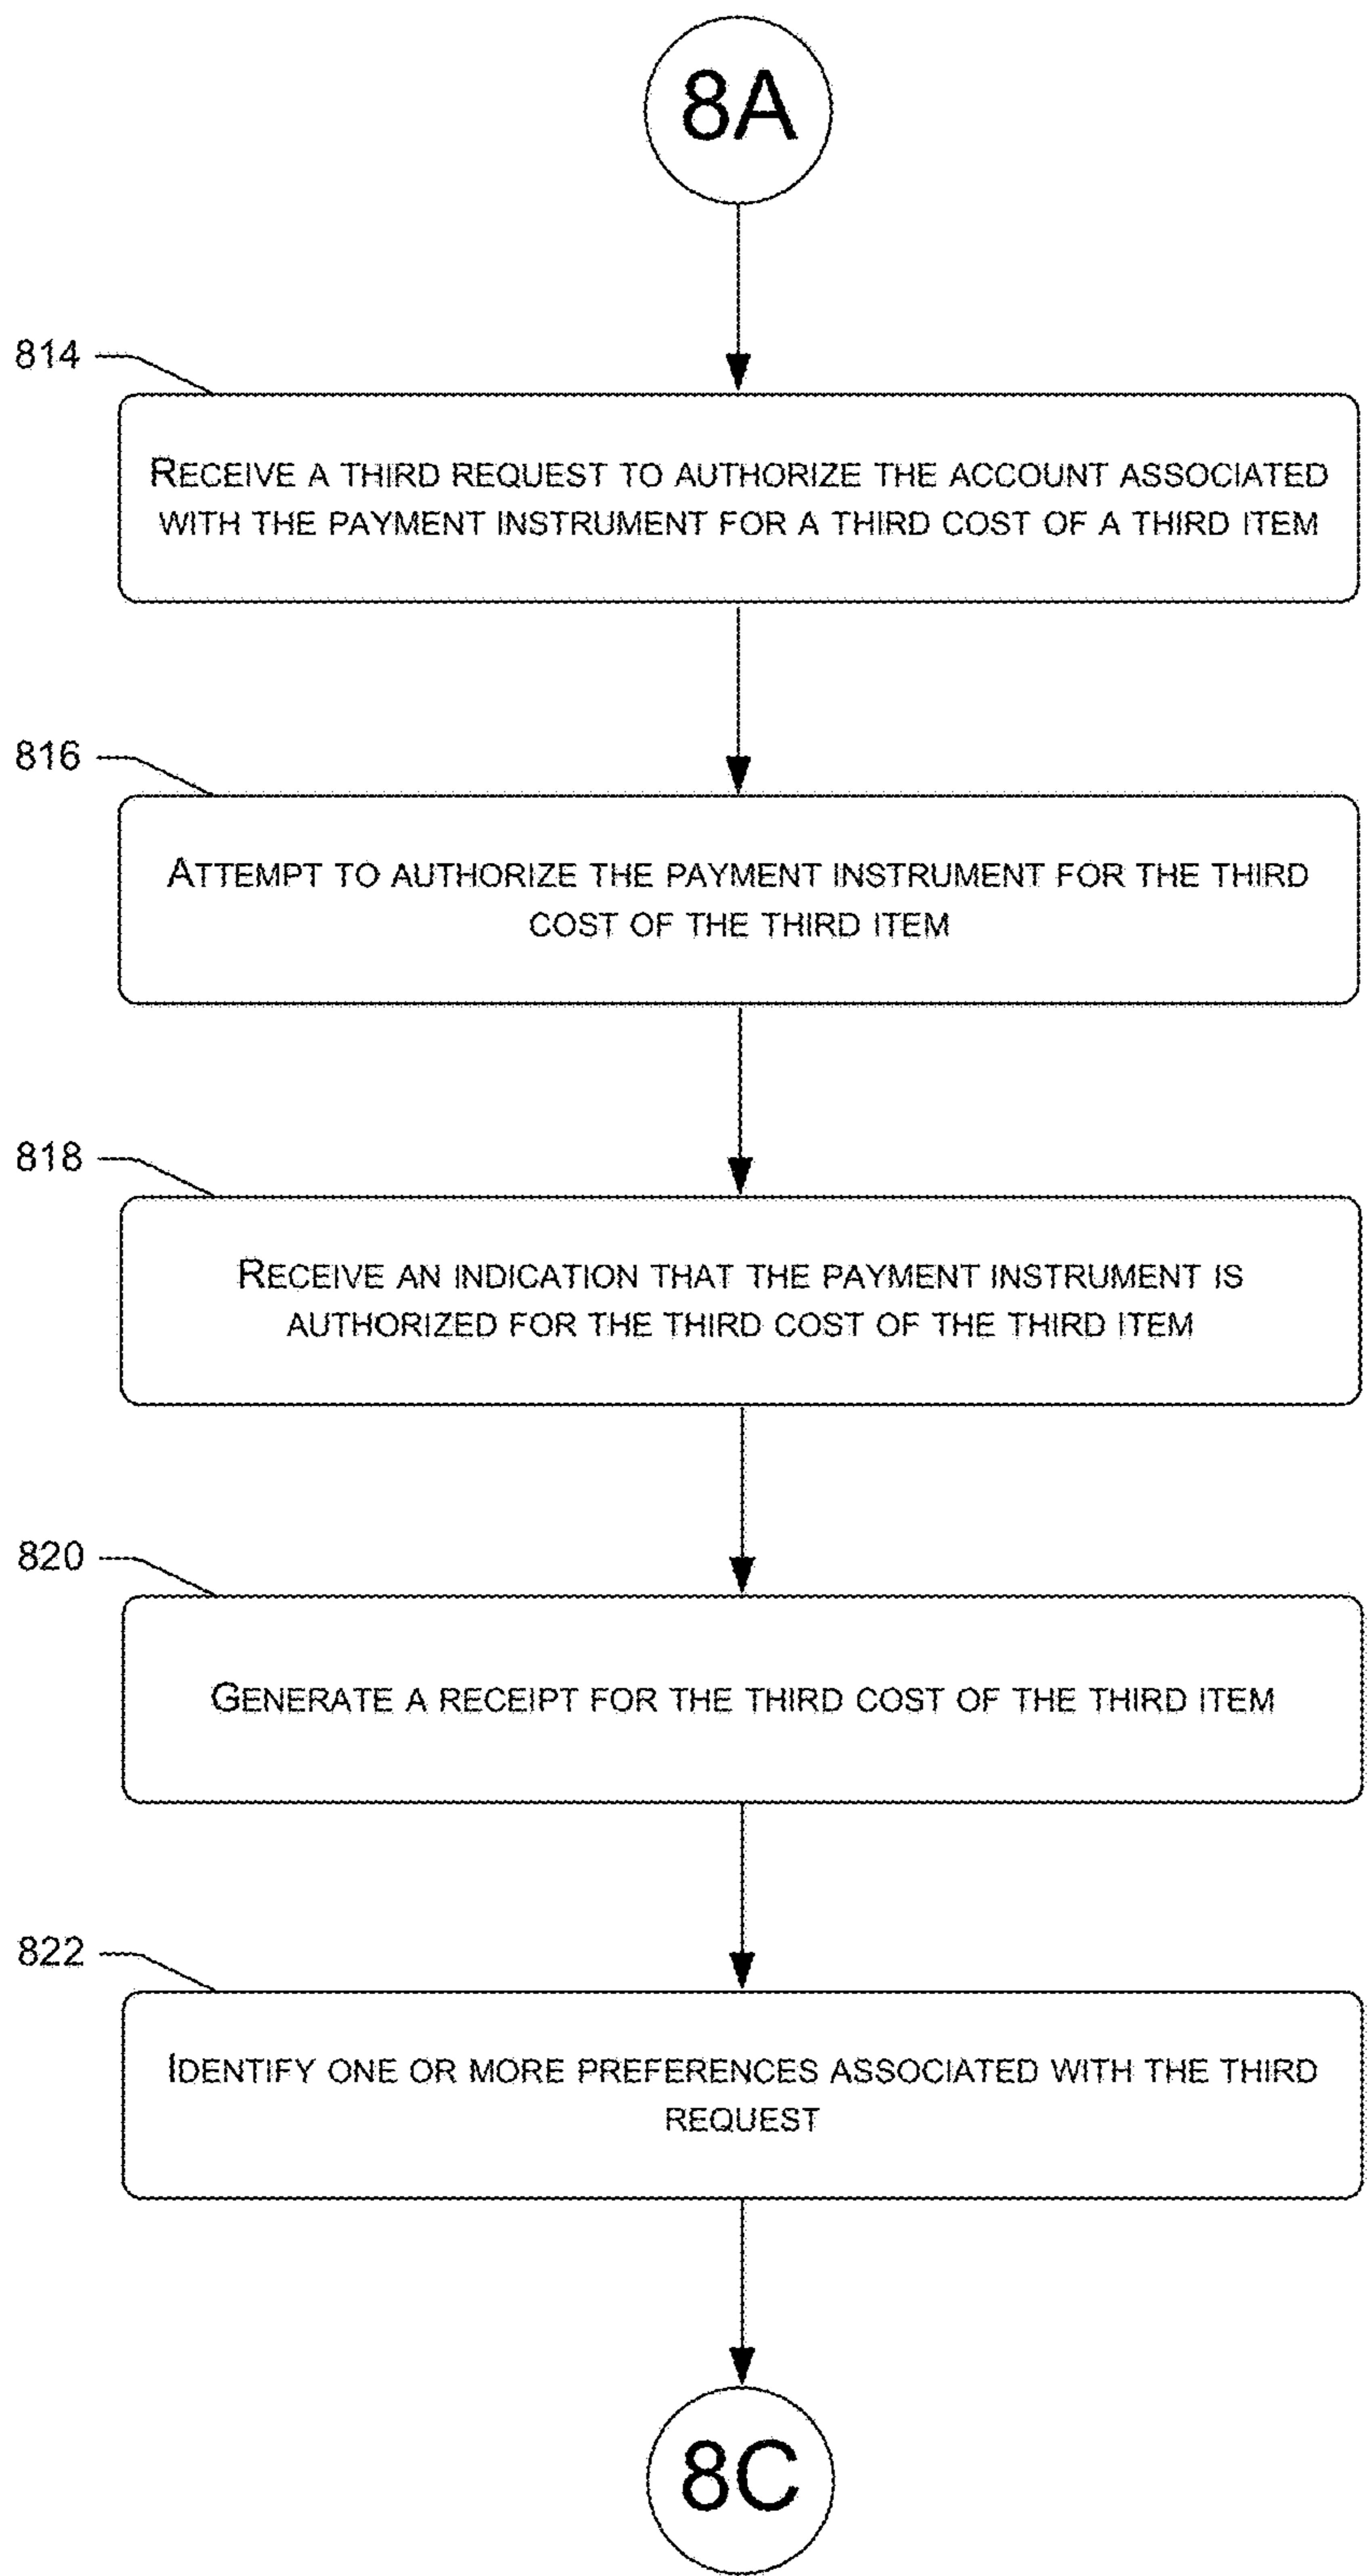 8A
814
RECEIVE A THIRD REQUEST TO AUTHORIZE THE ACCOUNT ASSOCIATED
WITH THE PAYMENT INSTRUMENT FOR A THIRD COST OF A THIRD ITEM
816
ATTEMPT TO AUTHORIZE THE PAYMENT INSTRUMENT FOR THE THIRD
COST OF THE THIRD ITEM
818
RECEIVE AN INDICATION THAT THE PAYMENT INSTRUMENT IS
AUTHORIZED FOR THE THIRD COST OF THE THIRD ITEM
820
GENERATE A RECEIPT FOR THE THIRD COST OF THE THIRD ITEM
822
IDENTIFY ONE OR MORE PREFERENCES ASSOCIATED WITH THE THIRD
REQUEST
8C